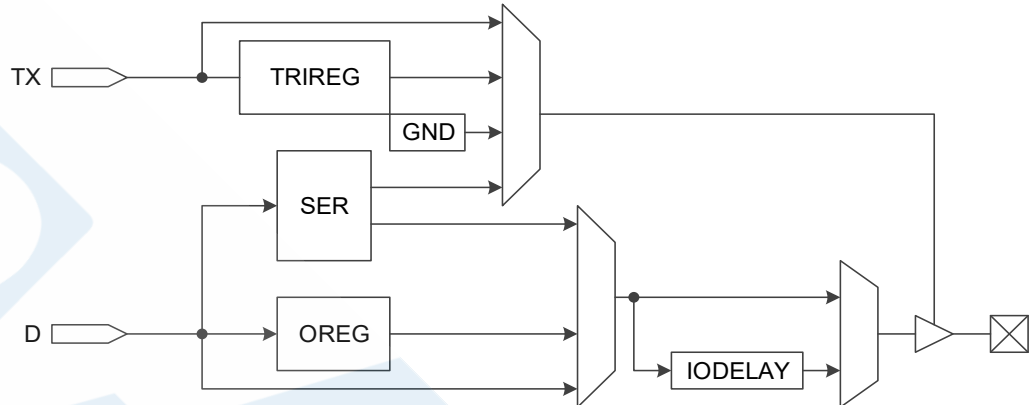 TX
TRIREG
GND
SER
D
OREG
IODELAY